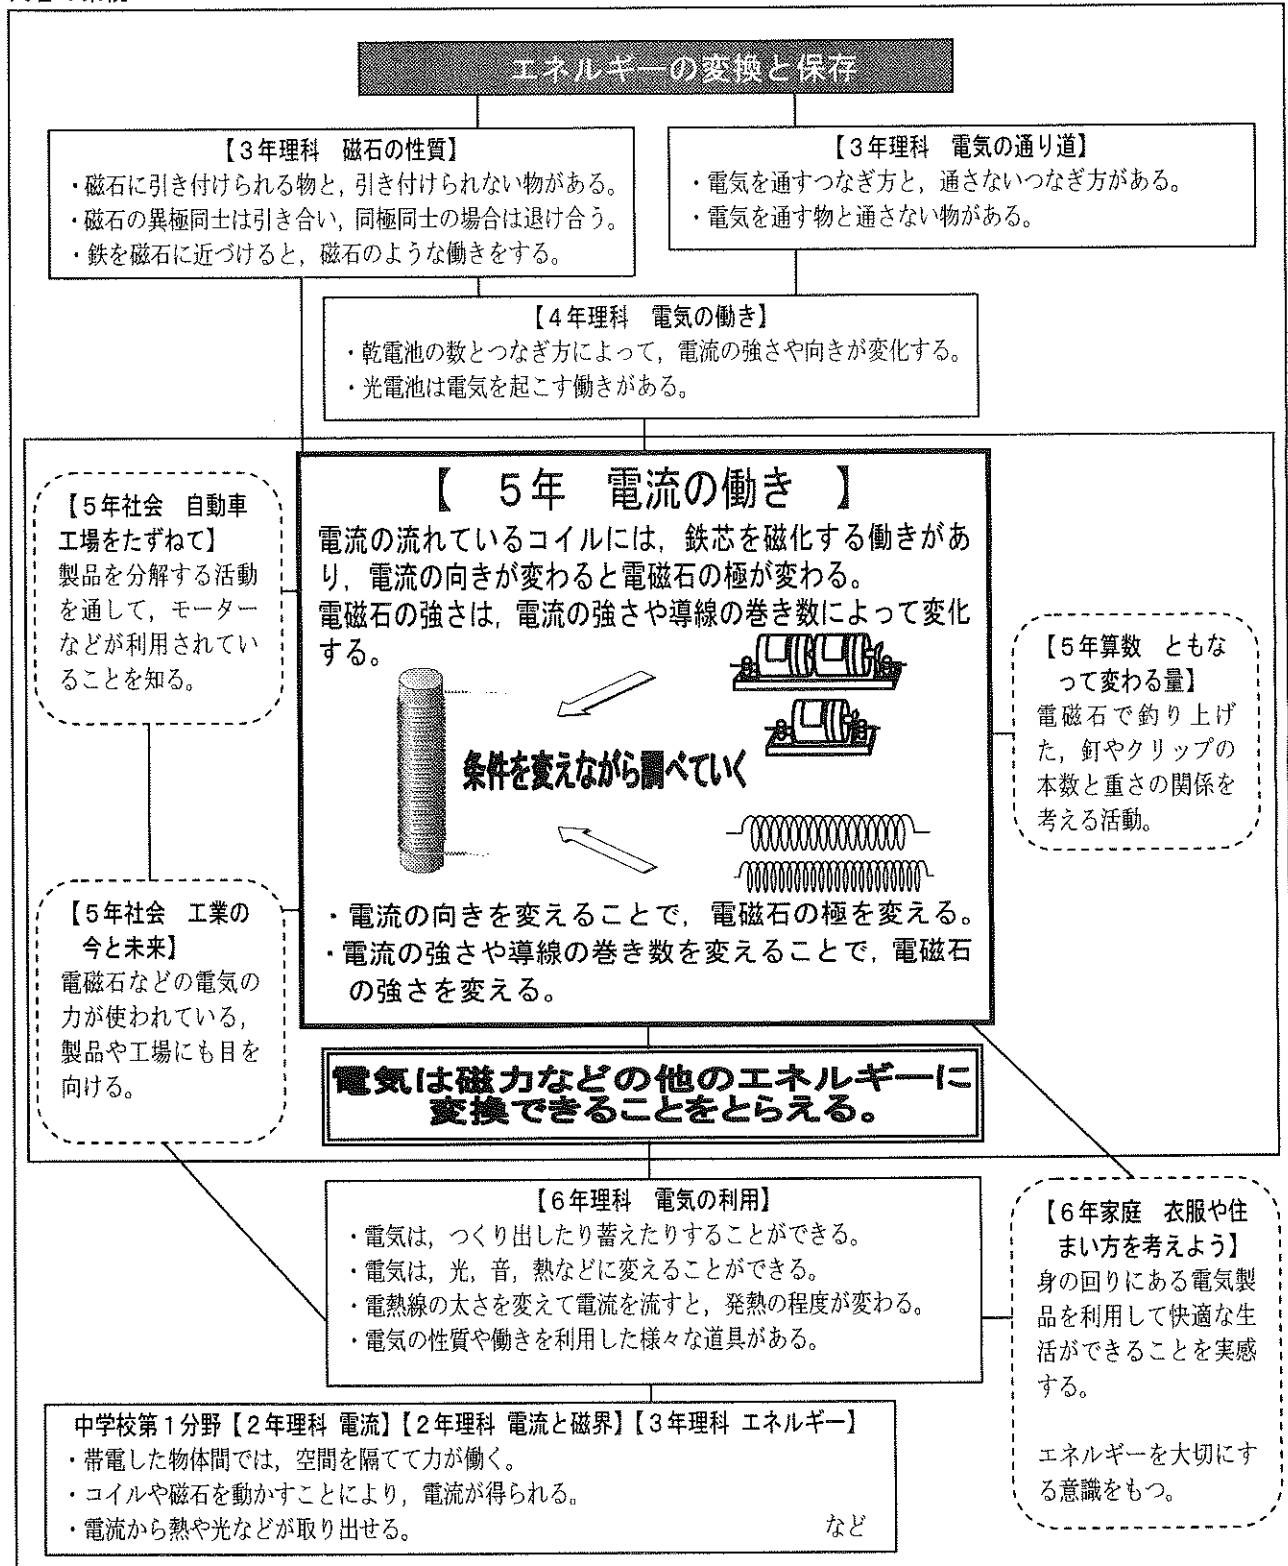 エネルギーの変換と保存
【3年理科　磁石の性質】
・磁石に引き付けられる物と，引き付けられない物がある。
・磁石の異極同士は引き合い，同極同士の場合は退け合う。
・鉄を磁石に近づけると，磁石のような働きをする。
【3年理科　電気の通り道】
・電気を通すつなぎ方と，通さないつなぎ方がある。
・電気を通す物と通さない物がある。
【4年理科　電気の働き】
・乾電池の数とつなぎ方によって，電流の強さや向きが変化する。
・光電池は電気を起こす働きがある。
【5年社会　自動車
工場をたずねて】
製品を分解する活動
を通して，モーター
などが利用されてい
ることを知る。
【　5年　電流の働き　】
電流の流れているコイルには，鉄芯を磁化する働きがあ
り，電流の向きが変わると電磁石の極が変わる。
電磁石の強さは，電流の強さや導線の巻き数によって変化
する。
条件を変えながら調べていく
・電流の向きを変えることで，電磁石の極を変える。
・電流の強さや導線の巻き数を変えることで，電磁石
の強さを変える。
【5年算数　ともな
って変わる量】
電磁石で釣り上げ
た，釘やクリップの
本数と重さの関係を
考える活動。
【5年社会　工業の
今と未来】
電磁石などの電気の
力が使われている，
製品や工場にも目を
向ける。
電気は磁力などの他のエネルギーに
変換できることをとらえる。
【6年理科　電気の利用】
・電気は，つくり出したり蓄えたりすることができる。
・電気は，光，音，熱などに変えることができる。
・電熱線の太さを変えて電流を流すと，発熱の程度が変わる。
・電気の性質や働きを利用した様々な道具がある。
【6年家庭　衣服や住
まい方を考えよう】
身の回りにある電気製
品を利用して快適な生
活ができることを実感
する。
エネルギーを大切にす
る意識をもつ。
中学校第1分野【2年理科 電流】【2年理科 電流と磁界】【3年理科 エネルギー】
・帯電した物体間では，空間を隔てて力が働く。
・コイルや磁石を動かすことにより，電流が得られる。
・電流から熱や光などが取り出せる。　など